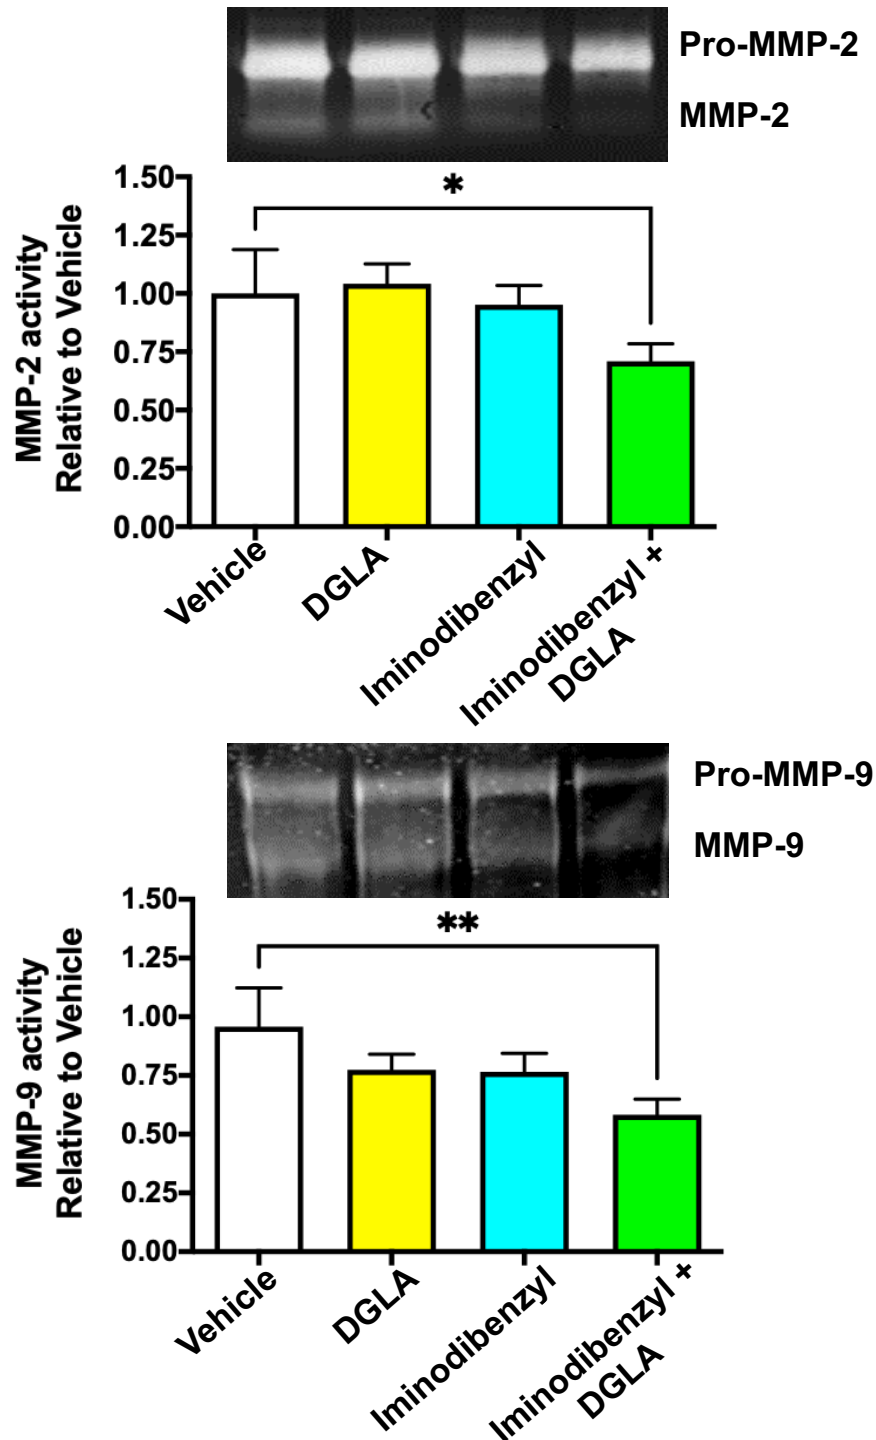 Pro-MMP-2
MMP-2
*
MMP-2 activity
Relative to Vehicle
1.50
1.25
1.00
0.75
0.50
0.25
0.00
Vehicle
DGLA
Iminodibenzyl
Iminodibenzyl +
DGLA
Pro-MMP-9
MMP-9
**
MMP-9 activity
Relative to Vehicle
1.50
1.25
1.00
0.75
0.50
0.25
0.00
Vehicle
DGLA
Iminodibenzyl
Iminodibenzyl +
DGLA